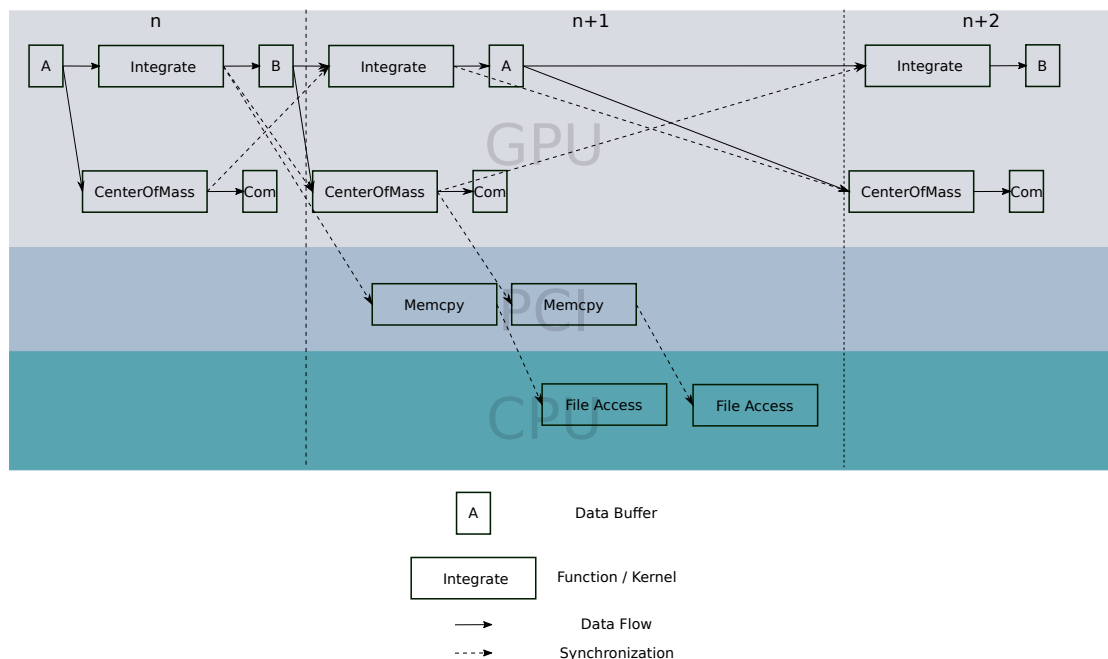 n
n+1
n+2
A
Integrate
B
Integrate
A
Integrate
B
GPU
CenterOfMass
Com
CenterOfMass
Com
CenterOfMass
Com
Memcpy
PCI
Memcpy
File Access
CPU
File Access
A
Data Buffer
Integrate
Function / Kernel
Data Flow
Synchronization